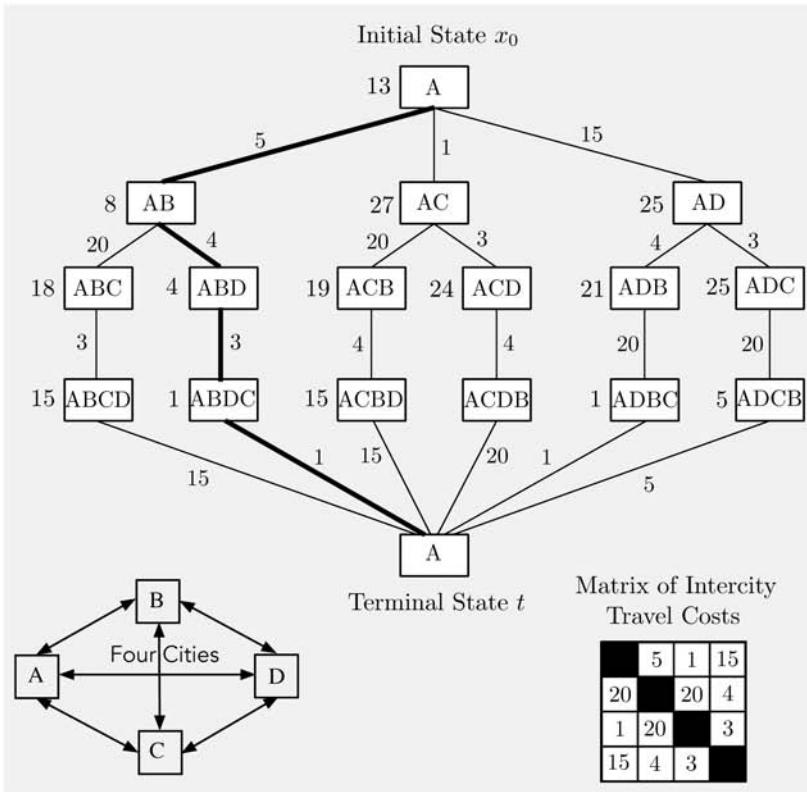 Initial State x₀
13 A
5 1 15
8 AB 27 AC 25 AD
20 4 20 3 4 3
18 ABC 4 ABD 19 ACB 24 ACD 21 ADB 25 ADC
3 3 4 4 20 20
15 ABCD 1 ABDC 15 ACBD ACDB 1 ADBC 5 ADCB
15 1 15 20 1 5
A
Terminal State t
Matrix of Intercity
Travel Costs
B
Four Cities
A D
C
5 1 15
20 20 4
1 20 3
15 4 3